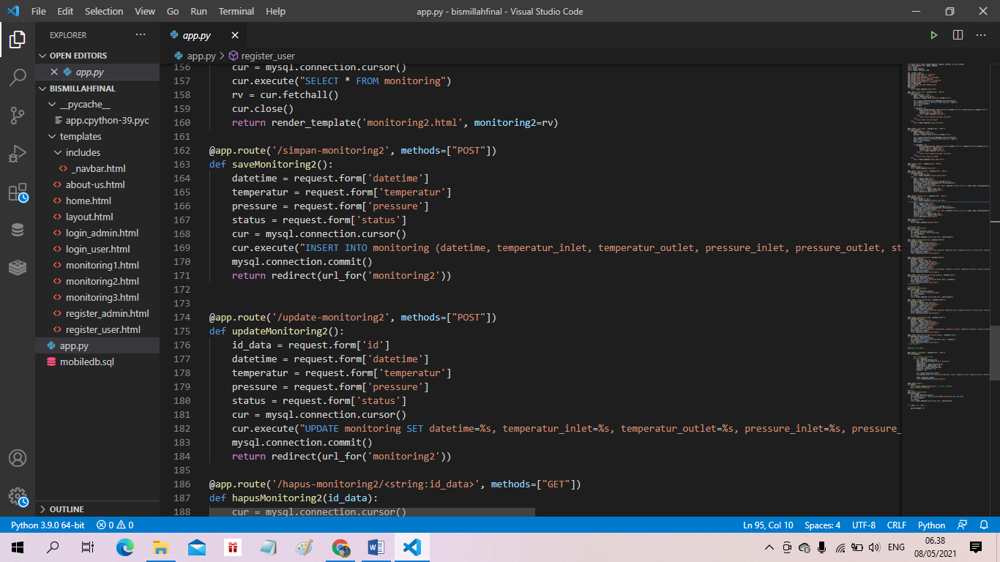 File Edit Selection View Go Run Terminal Help
app.py - bismillahfinal - Visual Studio Code
EXPLORER
OPEN EDITORS
app.py
BISMILLAHFINAL
__pycache__
app.cpython-39.pyc
templates
includes
_navbar.html
about-us.html
home.html
layout.html
login_admin.html
login_user.html
monitoring1.html
monitoring2.html
monitoring3.html
register_admin.html
register_user.html
app.py
mobiledb.sql
OUTLINE
app.py
app.py > register_user
156 cur = mysql.connection.cursor()
157 cur.execute("SELECT * FROM monitoring")
158 rv = cur.fetchall()
159 cur.close()
160 return render_template('monitoring2.html', monitoring2=rv)
161
162 @app.route('/simpan-monitoring2', methods=["POST"])
163 def saveMonitoring2():
164 datetime = request.form['datetime']
165 temperatur = request.form['temperatur']
166 pressure = request.form['pressure']
167 status = request.form['status']
168 cur = mysql.connection.cursor()
169 cur.execute("INSERT INTO monitoring (datetime, temperatur_inlet, temperatur_outlet, pressure_inlet, pressure_outlet, st
170 mysql.connection.commit()
171 return redirect(url_for('monitoring2'))
172
173
174 @app.route('/update-monitoring2', methods=["POST"])
175 def updateMonitoring2():
176 id_data = request.form['id']
177 datetime = request.form['datetime']
178 temperatur = request.form['temperatur']
179 pressure = request.form['pressure']
180 status = request.form['status']
181 cur = mysql.connection.cursor()
182 cur.execute("UPDATE monitoring SET datetime=%s, temperatur_inlet=%s, temperatur_outlet=%s, pressure_inlet=%s, pressure_
183 mysql.connection.commit()
184 return redirect(url_for('monitoring2'))
185
186 @app.route('/hapus-monitoring2/<string:id_data>', methods=["GET"])
187 def hapusMonitoring2(id_data):
188 cur = mysql.connection.cursor()
Python 3.9.0 64-bit 0 0 Ln 95, Col 10 Spaces: 4 UTF-8 CRLF Python
ENG
06.38
08/05/2021